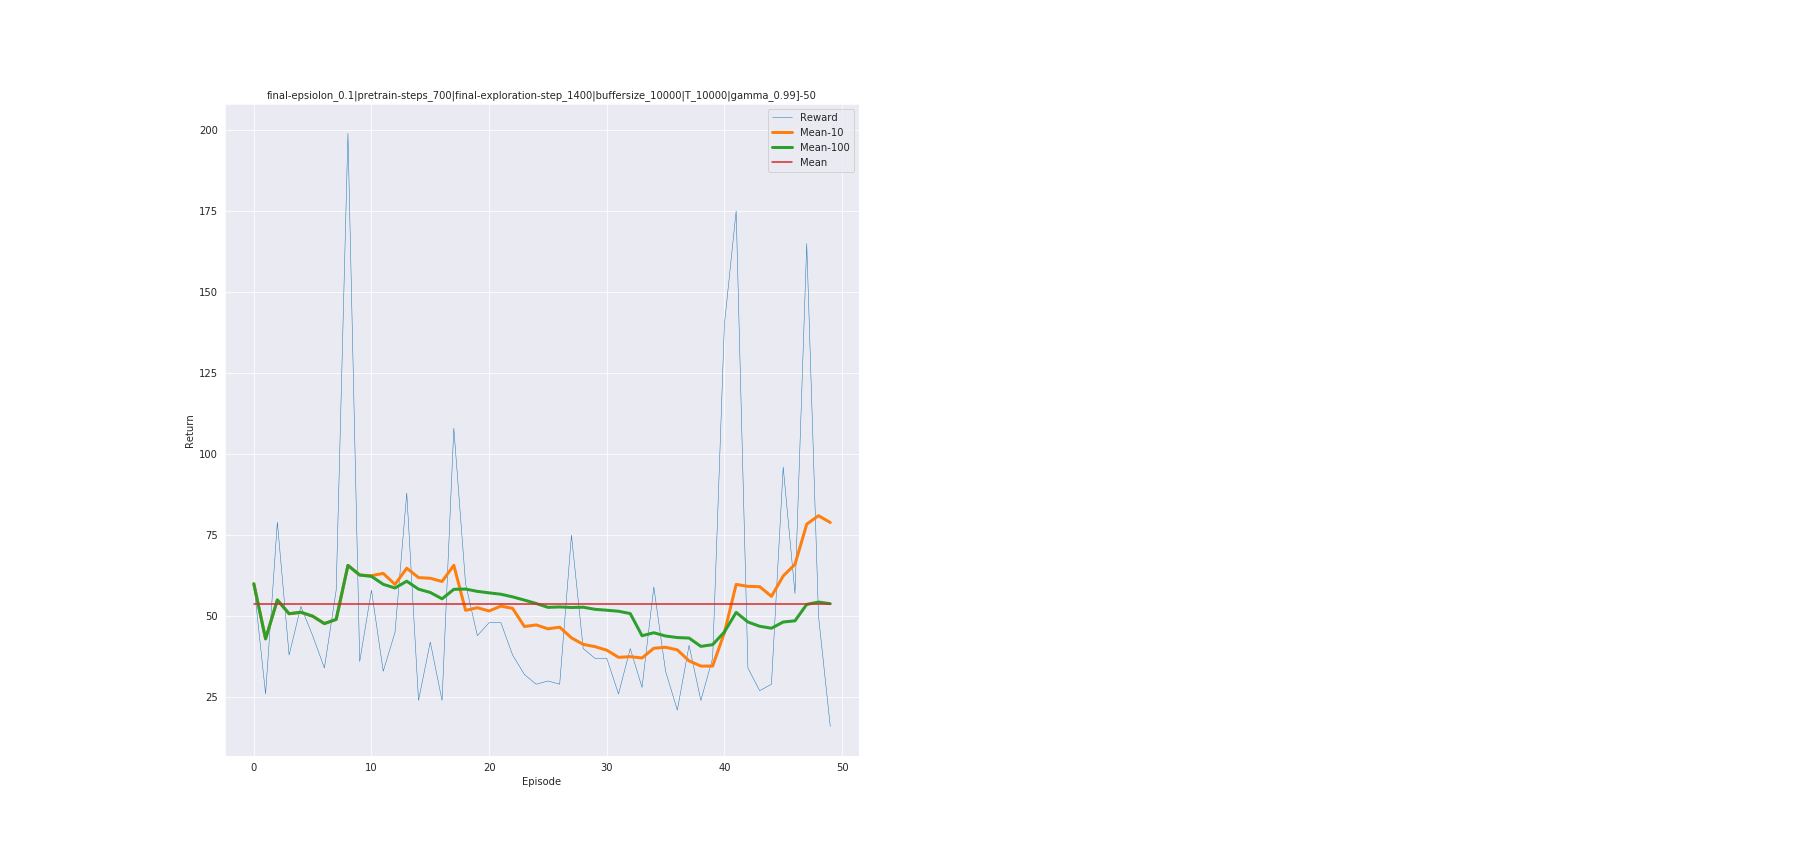 final-epsiolon_0.1|pretrain-steps_700|final-exploration-step_1400|buffersize_10000|T_10000|gamma_0.99]-50
Reward
Mean-10
Mean-100
Mean
200
175
150
125
100
75
50
25
Return
0 10 20 30 40 50
Episode